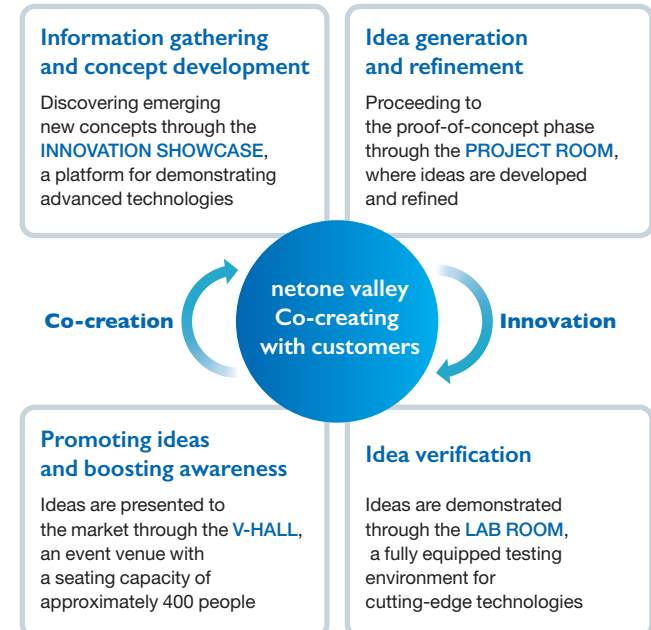 Information gathering
and concept development
Discovering emerging
new concepts through the
INNOVATION SHOWCASE,
a platform for demonstrating
advanced technologies
Idea generation
and refinement
Proceeding to
the proof-of-concept phase
through the PROJECT ROOM,
where ideas are developed
and refined
Co-creation
netone valley
Co-creating
with customers
Innovation
Promoting ideas
and boosting awareness
Ideas are presented to
the market through the V-HALL,
an event venue with
a seating capacity of
approximately 400 people
Idea verification
Ideas are demonstrated
through the LAB ROOM,
a fully equipped testing
environment for
cutting-edge technologies